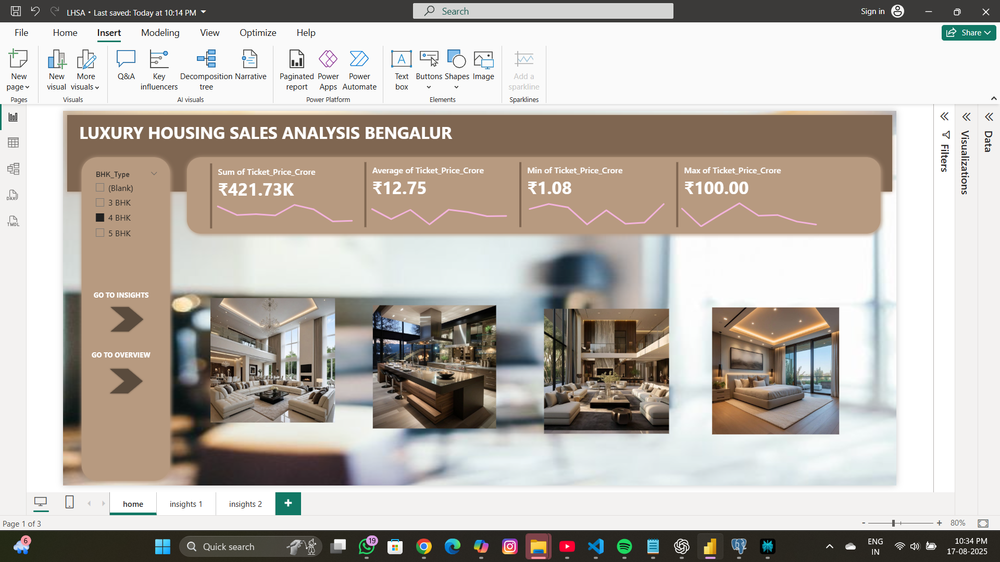 LHSA • Last saved: Today at 10:14 PM
Search
Sign in
File
Home
Insert
Modeling
View
Optimize
Help
Share
New page
New visual
More visuals
Q&A
Key influencers
Decomposition tree
Narrative
Paginated report
Power Apps
Power Automate
Text box
Buttons
Shapes
Image
Add a sparkline
Pages
Visuals
AI visuals
Power Platform
Elements
Sparklines
DAX
TMDL
LUXURY HOUSING SALES ANALYSIS BENGALUR
BHK_Type
(Blank)
3 BHK
4 BHK
5 BHK
Sum of Ticket_Price_Crore
₹421.73K
Average of Ticket_Price_Crore
₹12.75
Min of Ticket_Price_Crore
₹1.08
Max of Ticket_Price_Crore
₹100.00
GO TO INSIGHTS
GO TO OVERVIEW
Filters
Visualizations
Data
home
insights 1
insights 2
Page 1 of 3
- + 80%
6
Quick search
19
ENG
IN
10:34 PM
17-08-2025